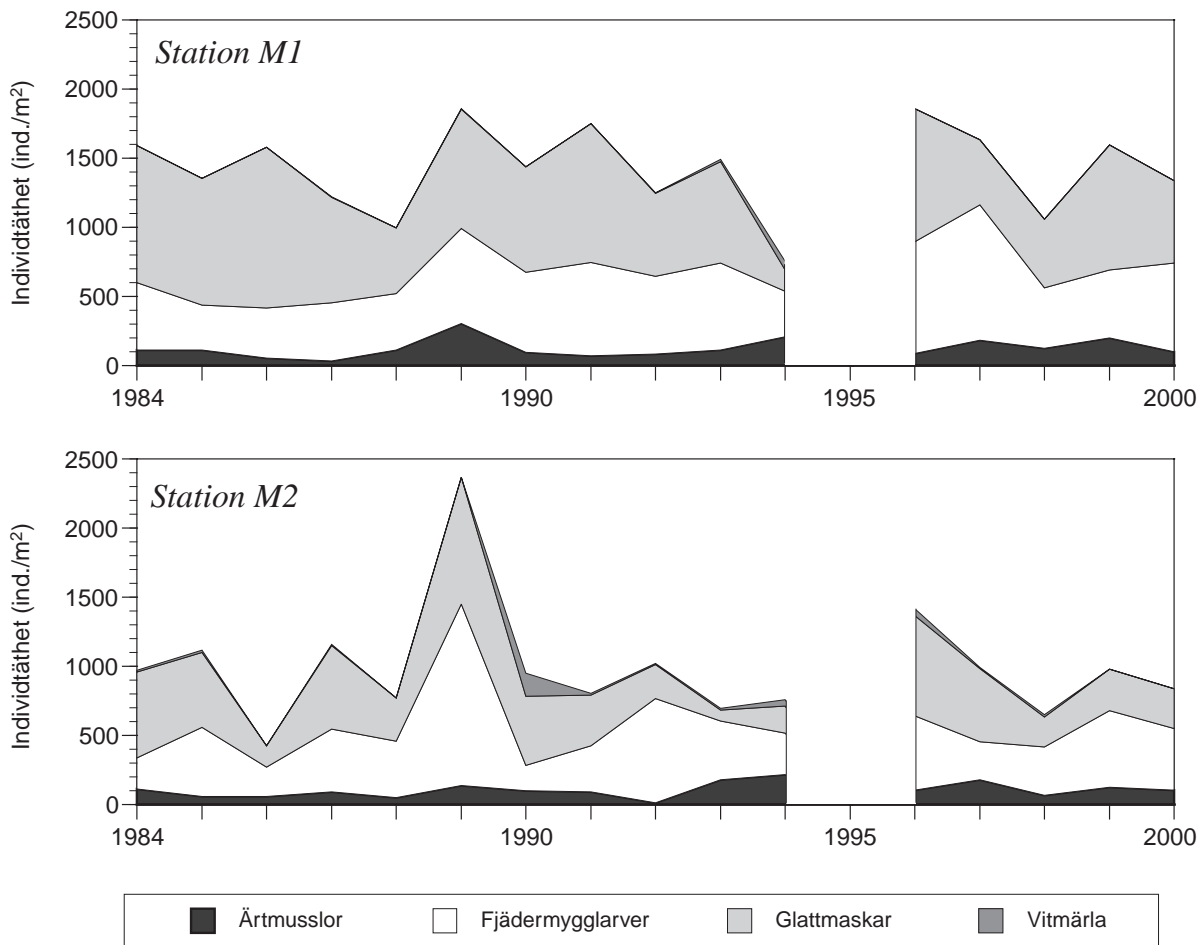 2500
Station M1
2000
1500
1000
500
0
Individtäthet (ind./m²)
1984 1990 1995 2000
2500
Station M2
2000
1500
1000
500
0
Individtäthet (ind./m²)
1984 1990 1995 2000
Ärtmusslor Fjädermygglarver Glattmaskar Vitmärla